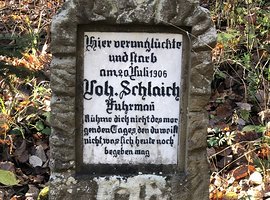 Hier verunglückte
und starb
am 20 Juli 1906
Joh. Schlaich
Fuhrman̄
Rühme dich nicht des mor
genden Tages, den du weißt
nicht was sich heute noch
begeben mag